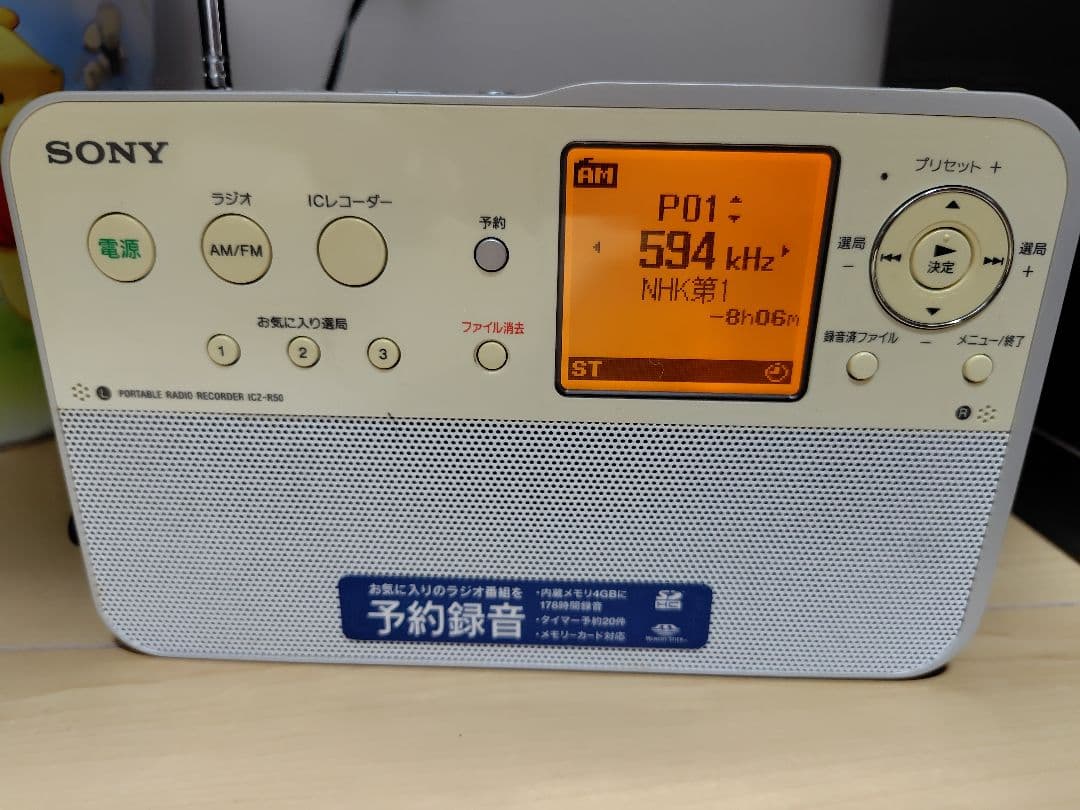 SONY
電源
ラジオ
AM/FM
ICレコーダー
予約
お気に入り選局
1
2
3
ファイル消去
L PORTABLE RADIO RECORDER ICZ-R50
AM
P01
594 kHz
NHK第1
-8h06m
ST
プリセット +
選局
−
決定
選局
+
−
録音済ファイル
メニュー/終了
R
お気に入りのラジオ番組を
予約録音
・内蔵メモリ4GBに
178時間録音
・タイマー予約20件
・メモリーカード対応
SD
HC
MEMORY STICK